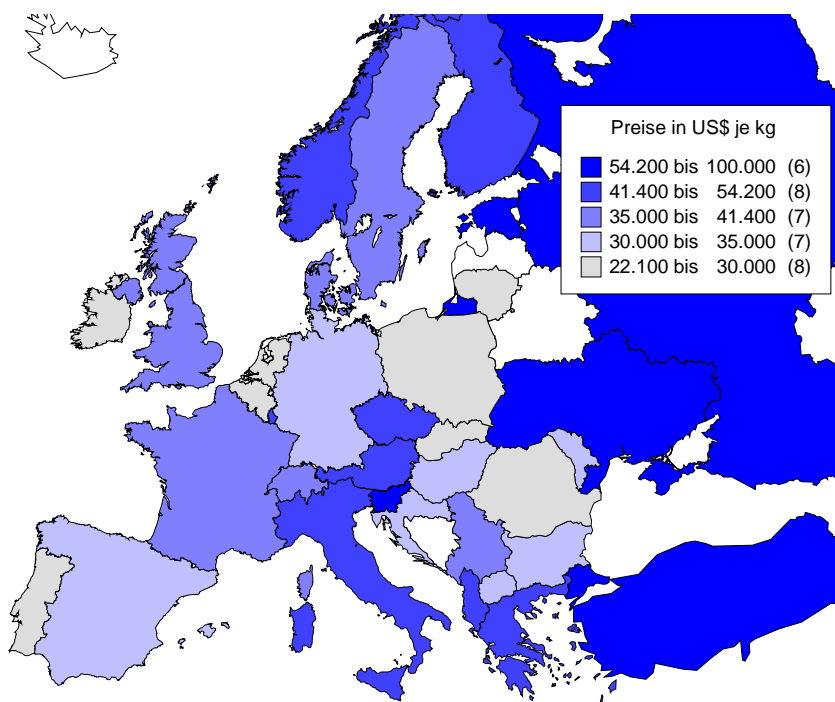 Preise in US$ je kg
54.200 bis 100.000 (6)
41.400 bis 54.200 (8)
35.000 bis 41.400 (7)
30.000 bis 35.000 (7)
22.100 bis 30.000 (8)